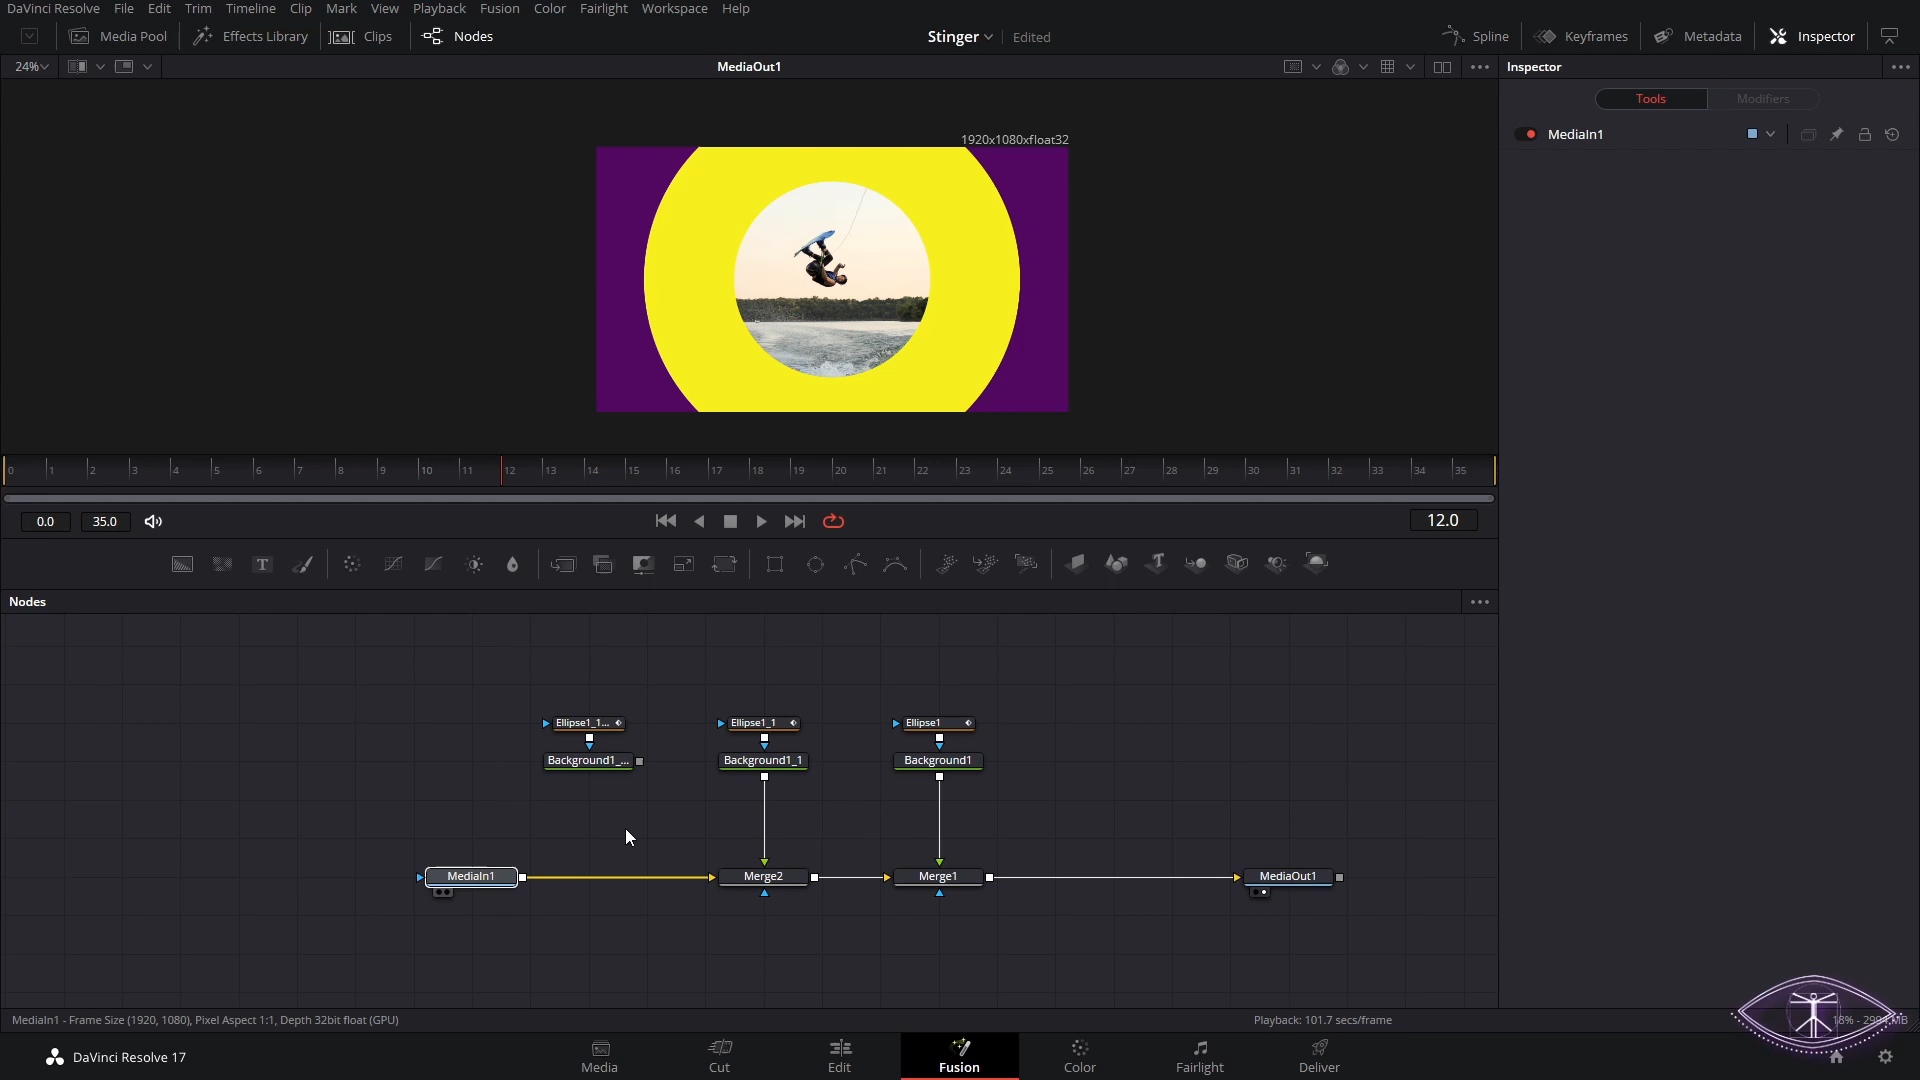 DaVinci Resolve File Edit Trim Timeline Clip Mark View Playback Fusion Color Fairlight Workspace Help
Media Pool Effects Library Clips Nodes Stinger Edited Spline Keyframes Metadata Inspector
24% MediaOut1 Inspector
Tools Modifiers
MediaIn1
1920x1080xfloat32
0 1 2 3 4 5 6 7 8 9 10 11 12 13 14 15 16 17 18 19 20 21 22 23 24 25 26 27 28 29 30 31 32 33 34 35
0.0 35.0 12.0
T T
Nodes
Ellipse1_1... Ellipse1_1 Ellipse1
Background1_... Background1_1 Background1
MediaIn1 Merge2 Merge1 MediaOut1
MediaIn1 - Frame Size (1920, 1080), Pixel Aspect 1:1, Depth 32bit float (GPU) Playback: 101.7 secs/frame 18% - 2994 MB
DaVinci Resolve 17 Media Cut Edit Fusion Color Fairlight Deliver